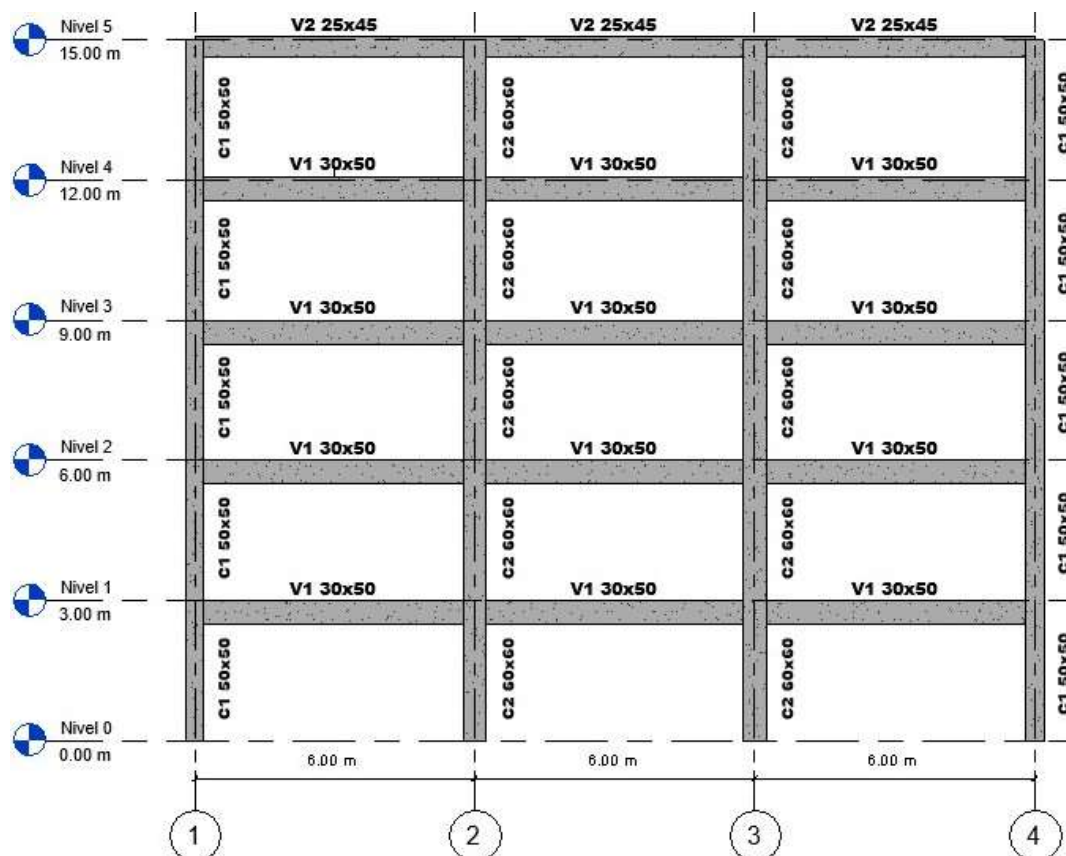 V2 25x45 V2 25x45 V2 25x45
Nivel 5
15.00 m
C1 50x50 C2 60x60 C2 60x60 C1 50x50
Nivel 4
12.00 m
V1 30x50 V1 30x50 V1 30x50
C1 50x50 C2 60x60 C2 60x60 C1 50x50
Nivel 3
9.00 m
V1 30x50 V1 30x50 V1 30x50
C1 50x50 C2 60x60 C2 60x60 C1 50x50
Nivel 2
6.00 m
V1 30x50 V1 30x50 V1 30x50
C1 50x50 C2 60x60 C2 60x60 C1 50x50
Nivel 1
3.00 m
V1 30x50 V1 30x50 V1 30x50
C1 50x50 C2 60x60 C2 60x60 C1 50x50
Nivel 0
0.00 m
6.00 m 6.00 m 6.00 m
1 2 3 4